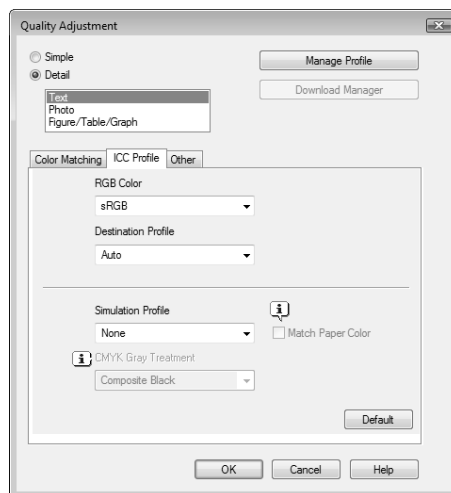 Quality Adjustment
Simple
Manage Profile
Detail
Download Manager
Text
Photo
Figure/Table/Graph
Color Matching ICC Profile Other
RGB Color
sRGB
Destination Profile
Auto
Simulation Profile
None
Match Paper Color
CMYK Gray Treatment
Composite Black
Default
OK Cancel Help